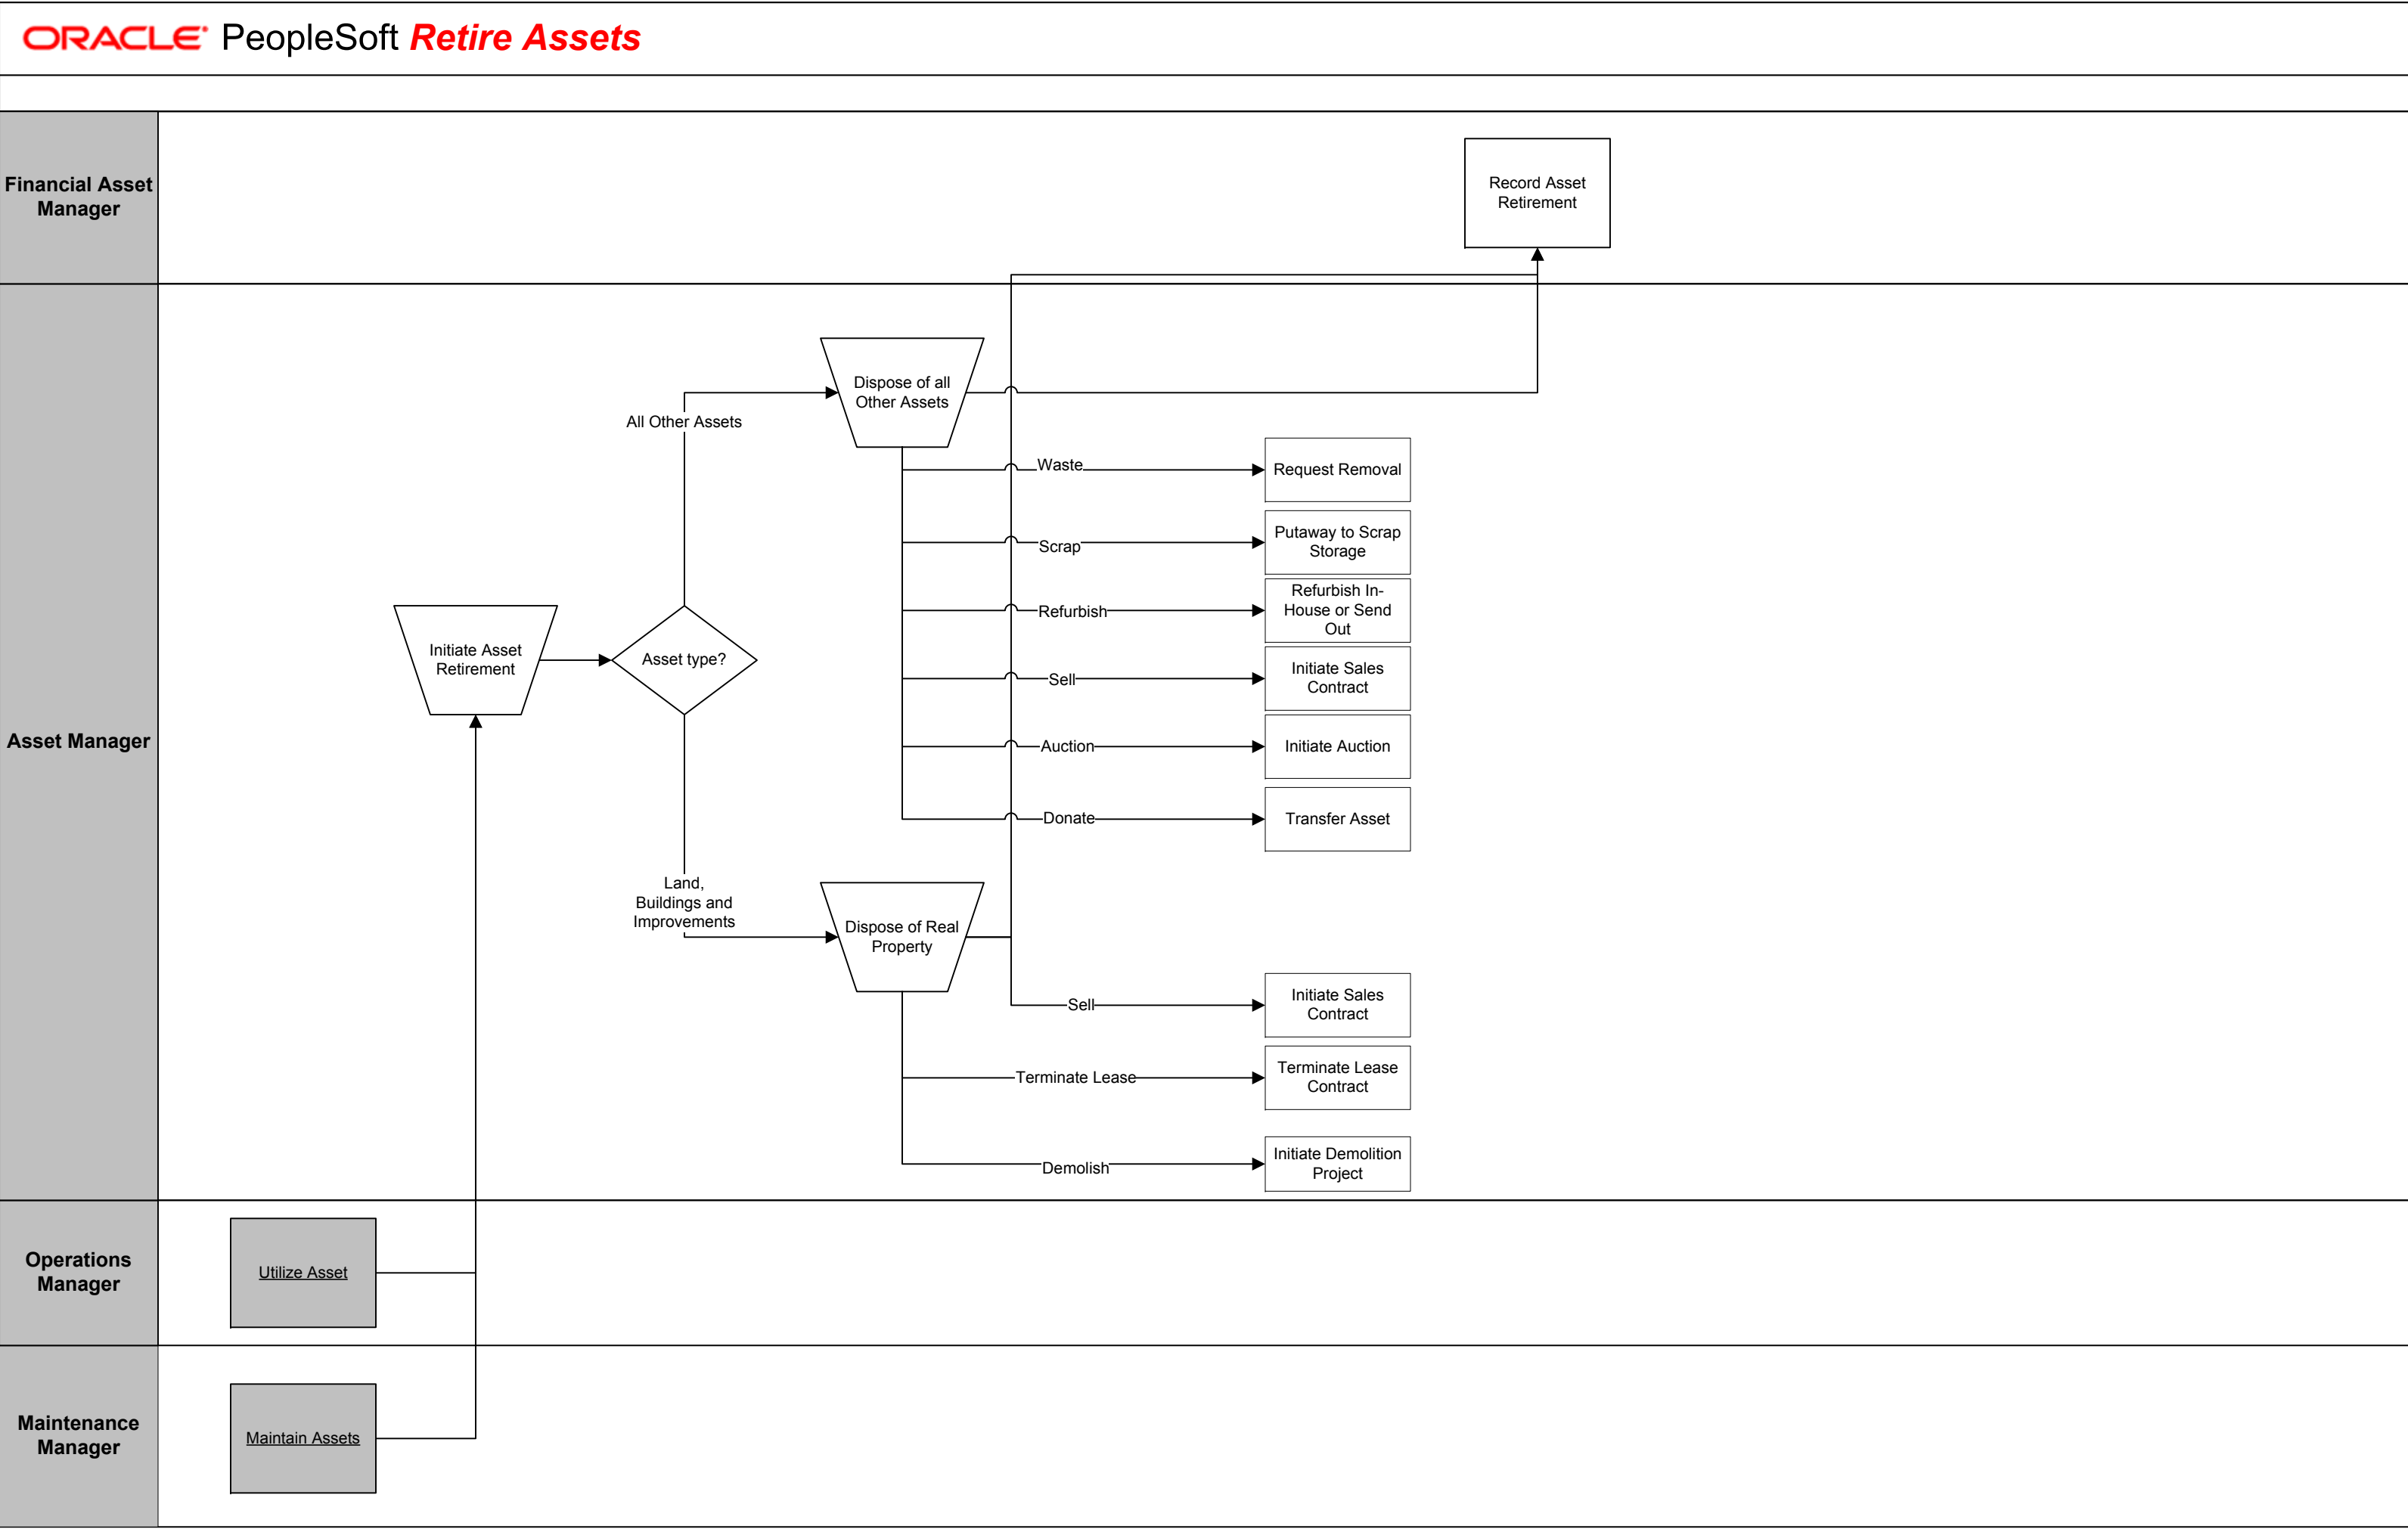 ORACLE PeopleSoft Retire Assets
Financial Asset
Manager
Record Asset
Retirement
Asset Manager
Dispose of all
Other Assets
All Other Assets
Waste
Request Removal
Scrap
Putaway to Scrap
Storage
Refurbish
Refurbish In-
House or Send
Out
Initiate Asset
Retirement
Asset type?
Sell
Initiate Sales
Contract
Auction
Initiate Auction
Donate
Transfer Asset
Land,
Buildings and
Improvements
Dispose of Real
Property
Sell
Initiate Sales
Contract
Terminate Lease
Terminate Lease
Contract
Demolish
Initiate Demolition
Project
Operations
Manager
Utilize Asset
Maintenance
Manager
Maintain Assets